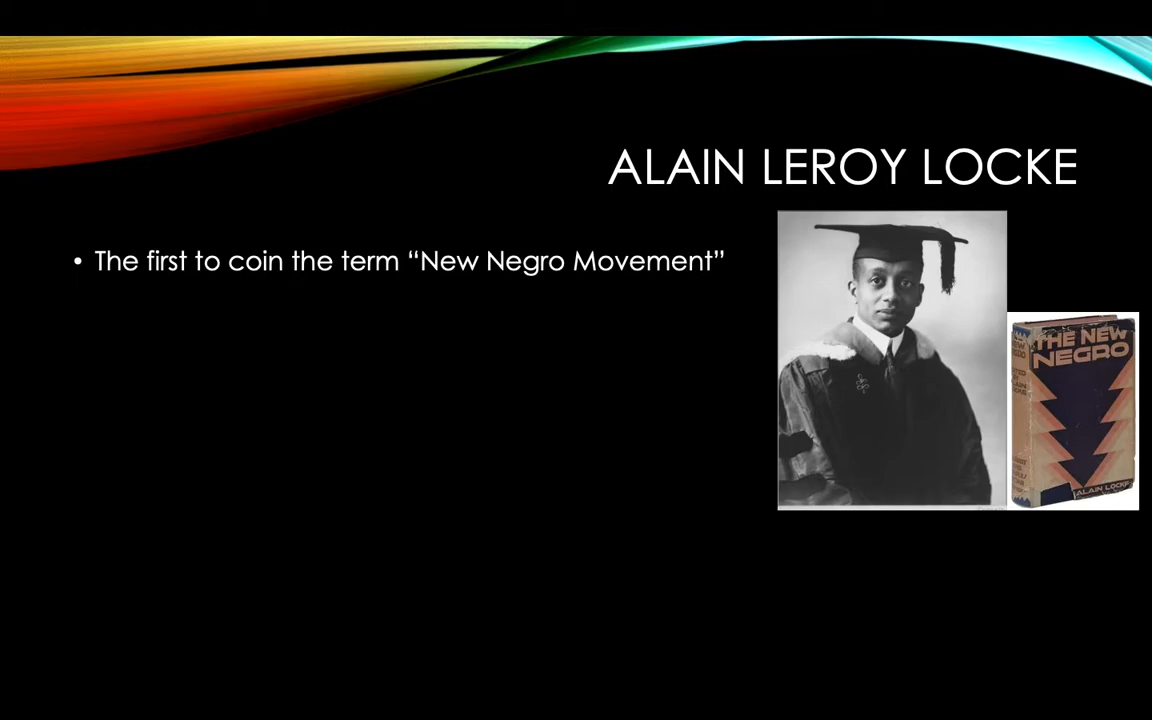 ALAIN LEROY LOCKE
• The first to coin the term “New Negro Movement”
THE NEW
NEGRO
ALAIN LOCKE